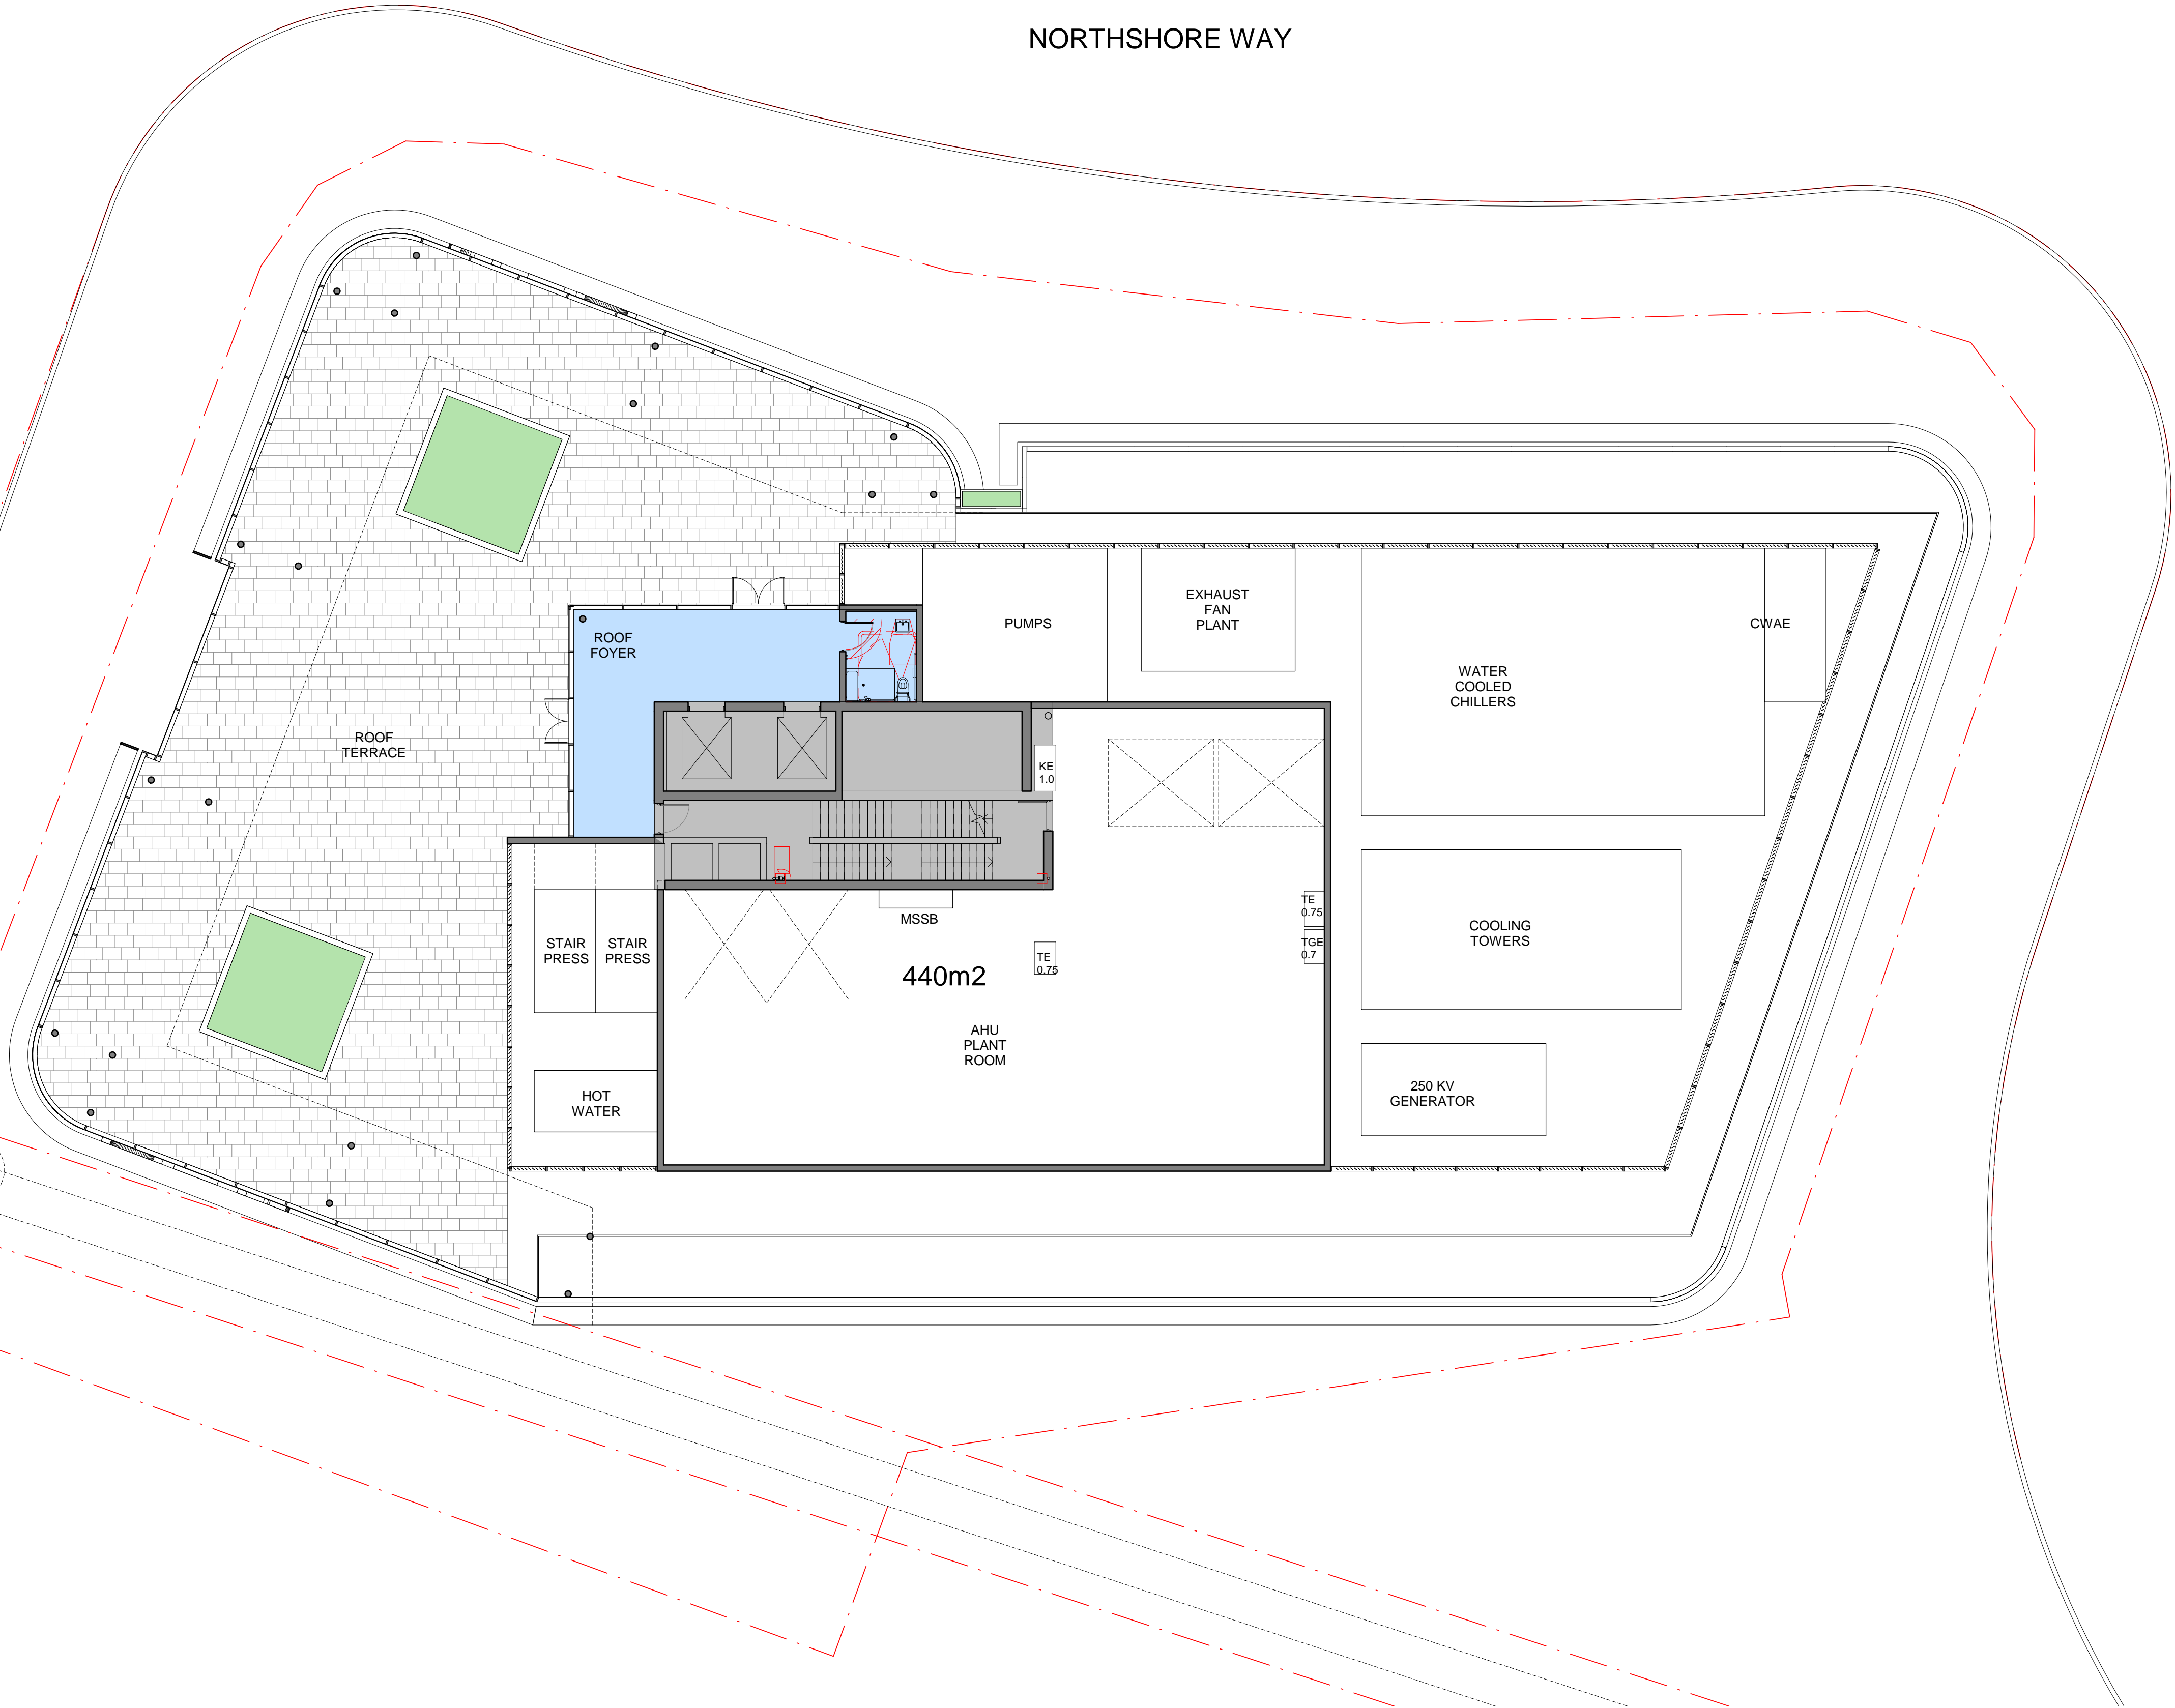 NORTHSHORE WAY
ROOF
FOYER
PUMPS
EXHAUST
FAN
PLANT
CWAE
WATER
COOLED
CHILLERS
ROOF
TERRACE
KE
1.0
TE
0.75
MSSB
COOLING
TOWERS
STAIR
PRESS
STAIR
PRESS
TGE
0.7
TE
0.75
440m2
AHU
PLANT
ROOM
HOT
WATER
250 KV
GENERATOR